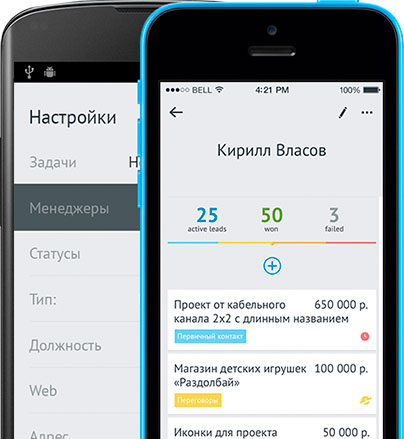 Настройки
Задачи
Н
Менеджеры
Статусы
Тип:
Должность
Web
Адрес
BELL 4:21 PM 100%
Кирилл Власов
25 50 3
active leads won failed
Проект от кабельного 650 000 р.
канала 2х2 с длинным названием
Первичный контакт
Магазин детских игрушек 100 000 р.
«Раздолбай»
Переговоры
Иконки для проекта 50 000 р.